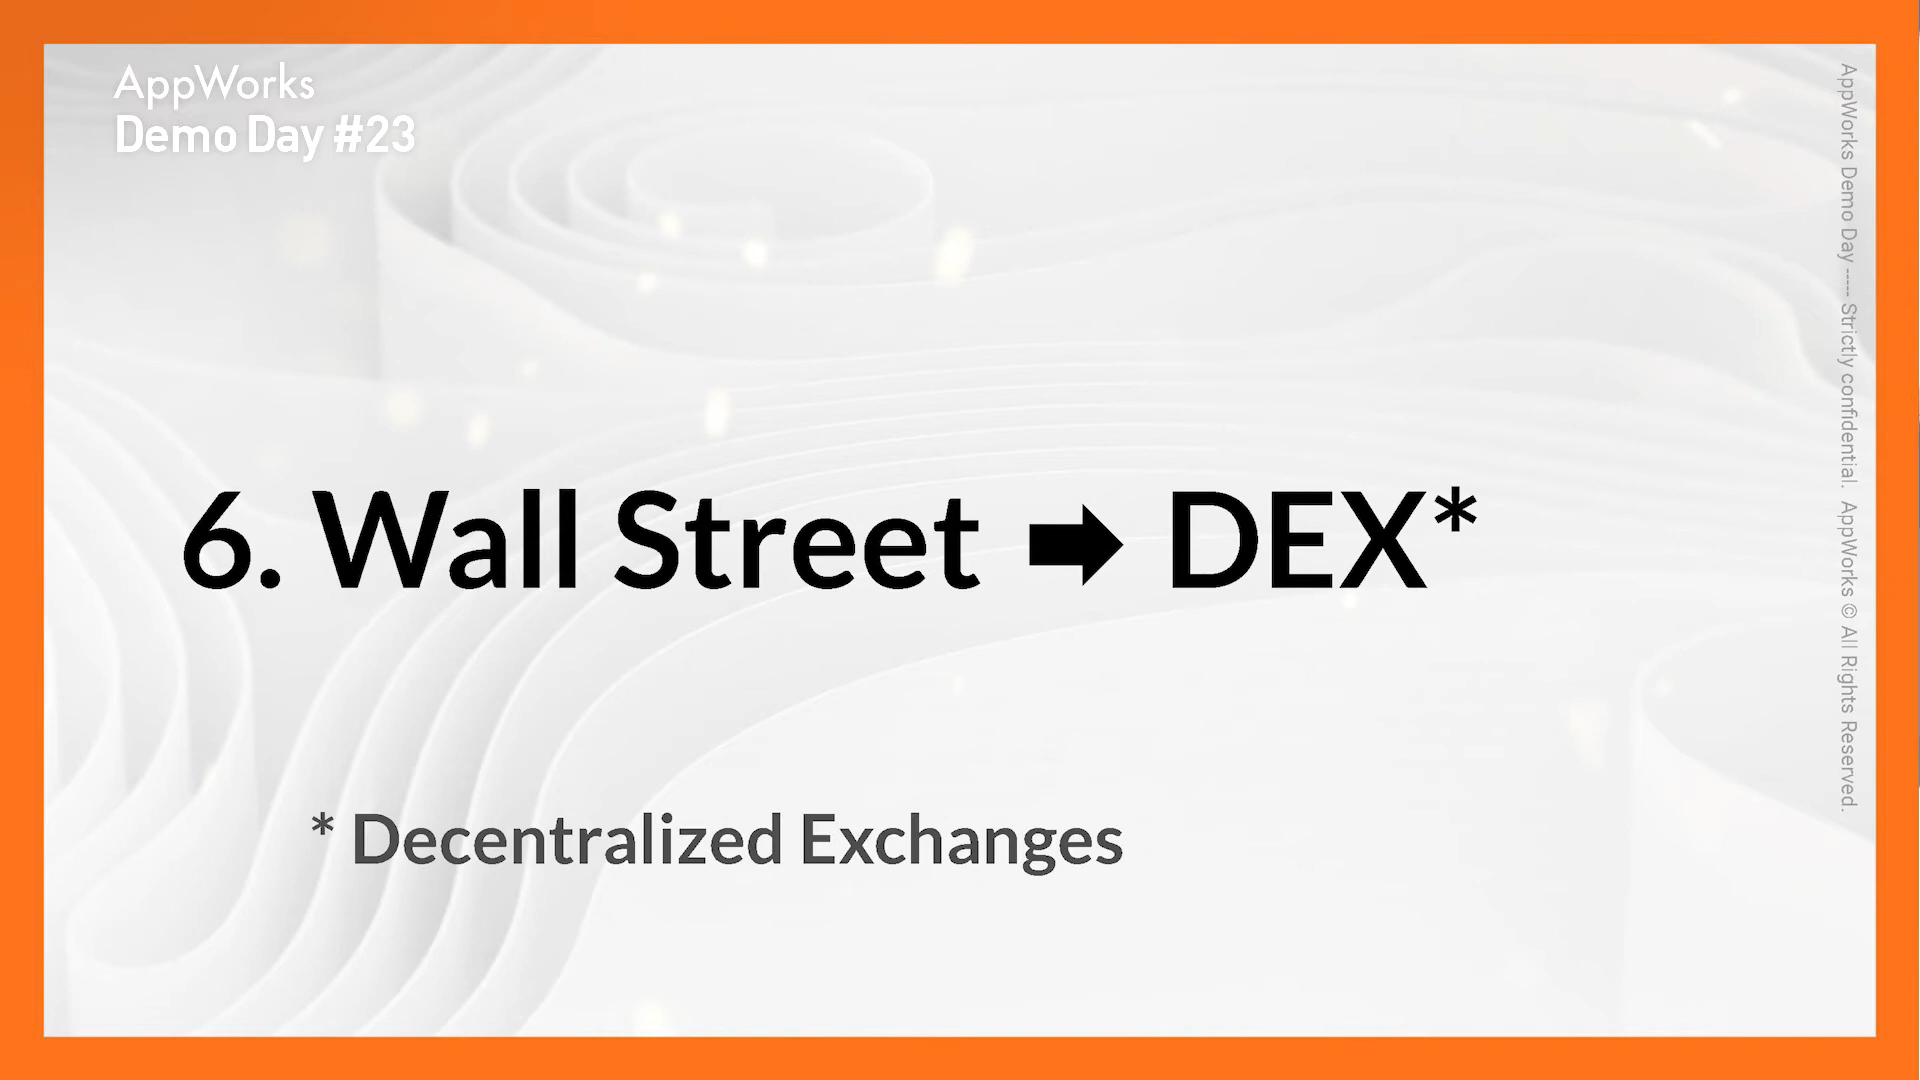 AppWorks
Demo Day #23
6. Wall Street ➡ DEX*
* Decentralized Exchanges
AppWorks Demo Day ---- Strictly confidential. AppWorks © All Rights Reserved.